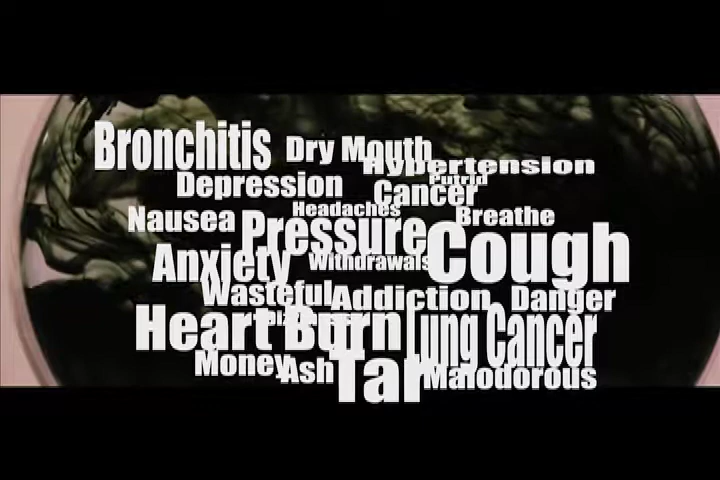 Bronchitis
Dry Mouth
Hypertension
Putrid
Depression
Cancer
Headaches
Nausea
Pressure
Breathe
Cough
Anxiety
Withdrawals
Wasteful
Addiction
Danger
Heart Burn
Lung Cancer
Money
Ash
Tar
Malodorous